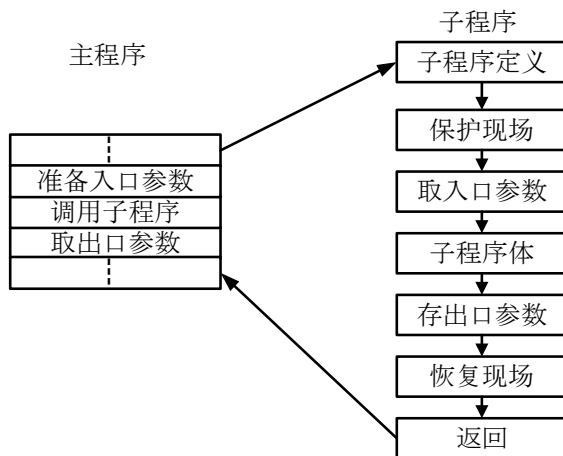 主程序
准备入口参数
调用子程序
取出口参数
子程序
子程序定义
保护现场
取入口参数
子程序体
存出口参数
恢复现场
返回